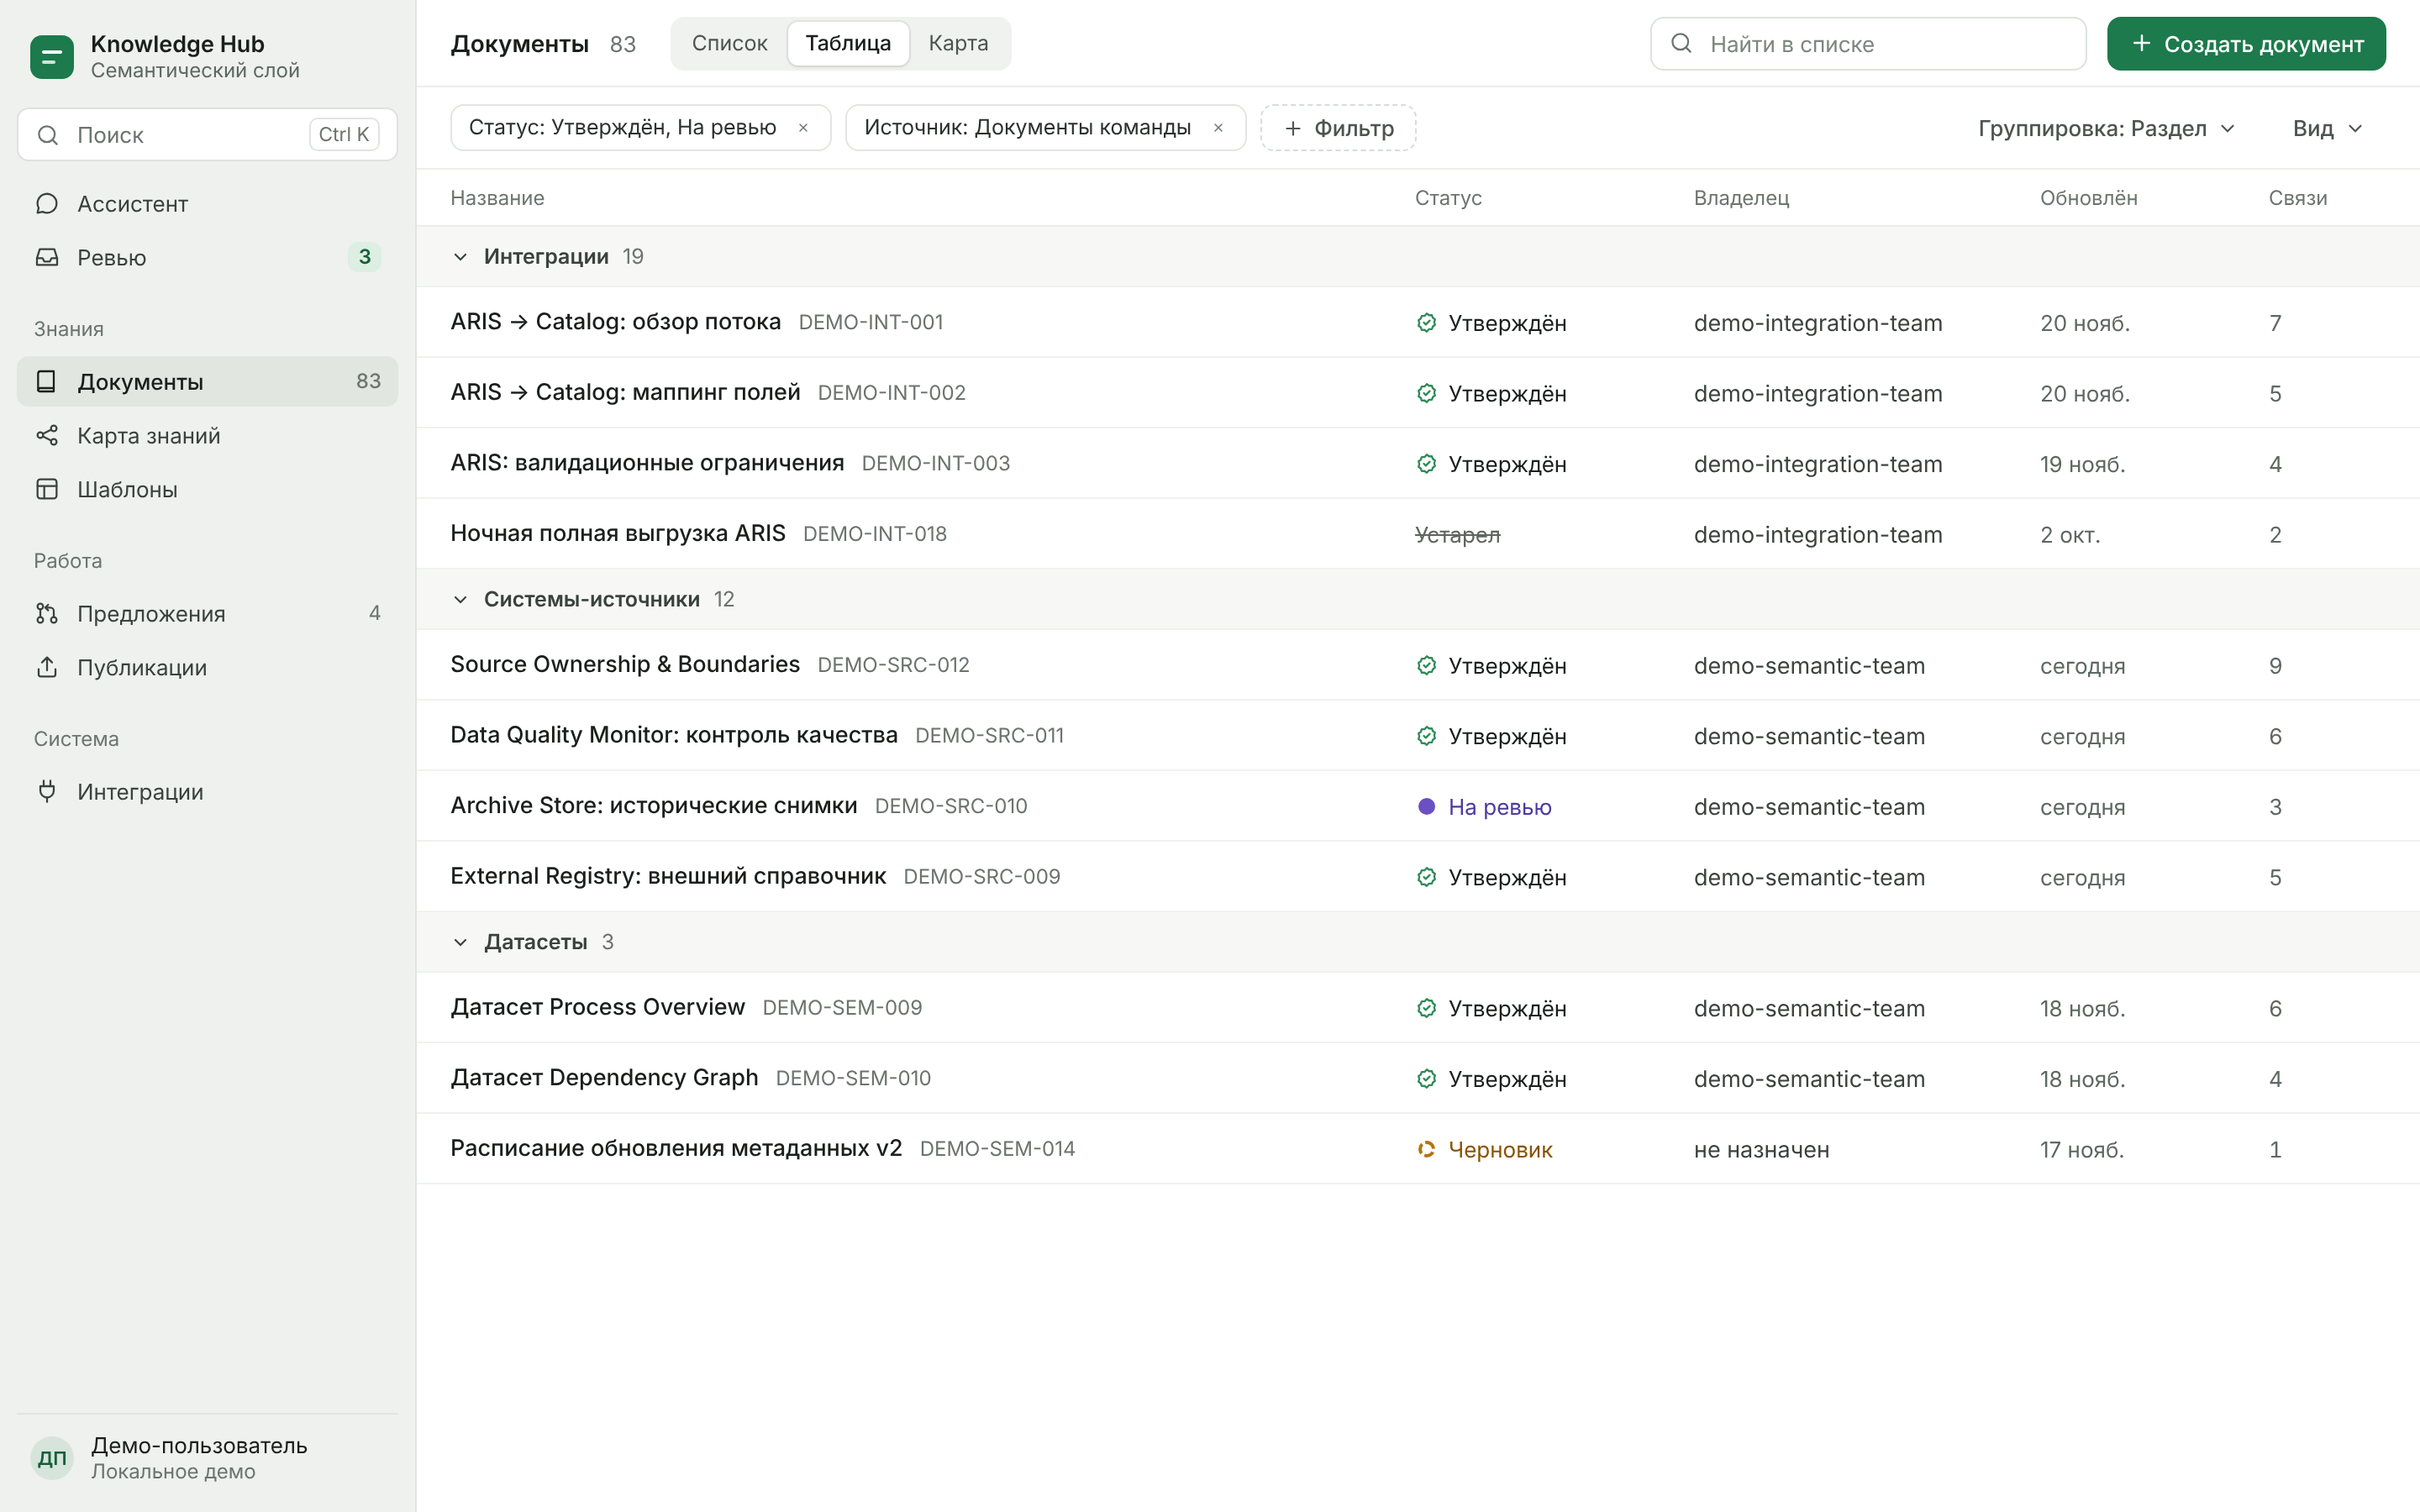 Knowledge Hub
Семантический слой
Поиск Ctrl K
Ассистент
Ревью 3
Знания
Документы 83
Карта знаний
Шаблоны
Работа
Предложения 4
Публикации
Система
Интеграции
ДП Демо-пользователь
Локальное демо
Документы 83 Список Таблица Карта Найти в списке + Создать документ
Статус: Утверждён, На ревью × Источник: Документы команды × + Фильтр Группировка: Раздел Вид
Название Статус Владелец Обновлён Связи
Интеграции 19
ARIS → Catalog: обзор потока DEMO-INT-001 Утверждён demo-integration-team 20 нояб. 7
ARIS → Catalog: маппинг полей DEMO-INT-002 Утверждён demo-integration-team 20 нояб. 5
ARIS: валидационные ограничения DEMO-INT-003 Утверждён demo-integration-team 19 нояб. 4
Ночная полная выгрузка ARIS DEMO-INT-018 Устарел demo-integration-team 2 окт. 2
Системы-источники 12
Source Ownership & Boundaries DEMO-SRC-012 Утверждён demo-semantic-team сегодня 9
Data Quality Monitor: контроль качества DEMO-SRC-011 Утверждён demo-semantic-team сегодня 6
Archive Store: исторические снимки DEMO-SRC-010 На ревью demo-semantic-team сегодня 3
External Registry: внешний справочник DEMO-SRC-009 Утверждён demo-semantic-team сегодня 5
Датасеты 3
Датасет Process Overview DEMO-SEM-009 Утверждён demo-semantic-team 18 нояб. 6
Датасет Dependency Graph DEMO-SEM-010 Утверждён demo-semantic-team 18 нояб. 4
Расписание обновления метаданных v2 DEMO-SEM-014 Черновик не назначен 17 нояб. 1